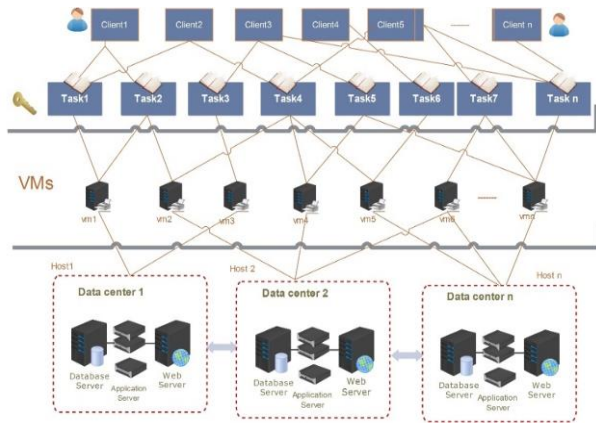 Client1 Client2 Client3 Client4 Client5 Client n
Task1 Task2 Task3 Task4 Task5 Task6 Task7 Task n
VMs
vm1 vm2 vm3 vm4 vm5 vm6 vmn
Host1 Host 2 Host n
Data center 1 Data center 2 Data center n
Database
Server
Application
Server
Web
Server
Database
Server
Application
Server
Web
Server
Database
Server
Application
Server
Web
Server